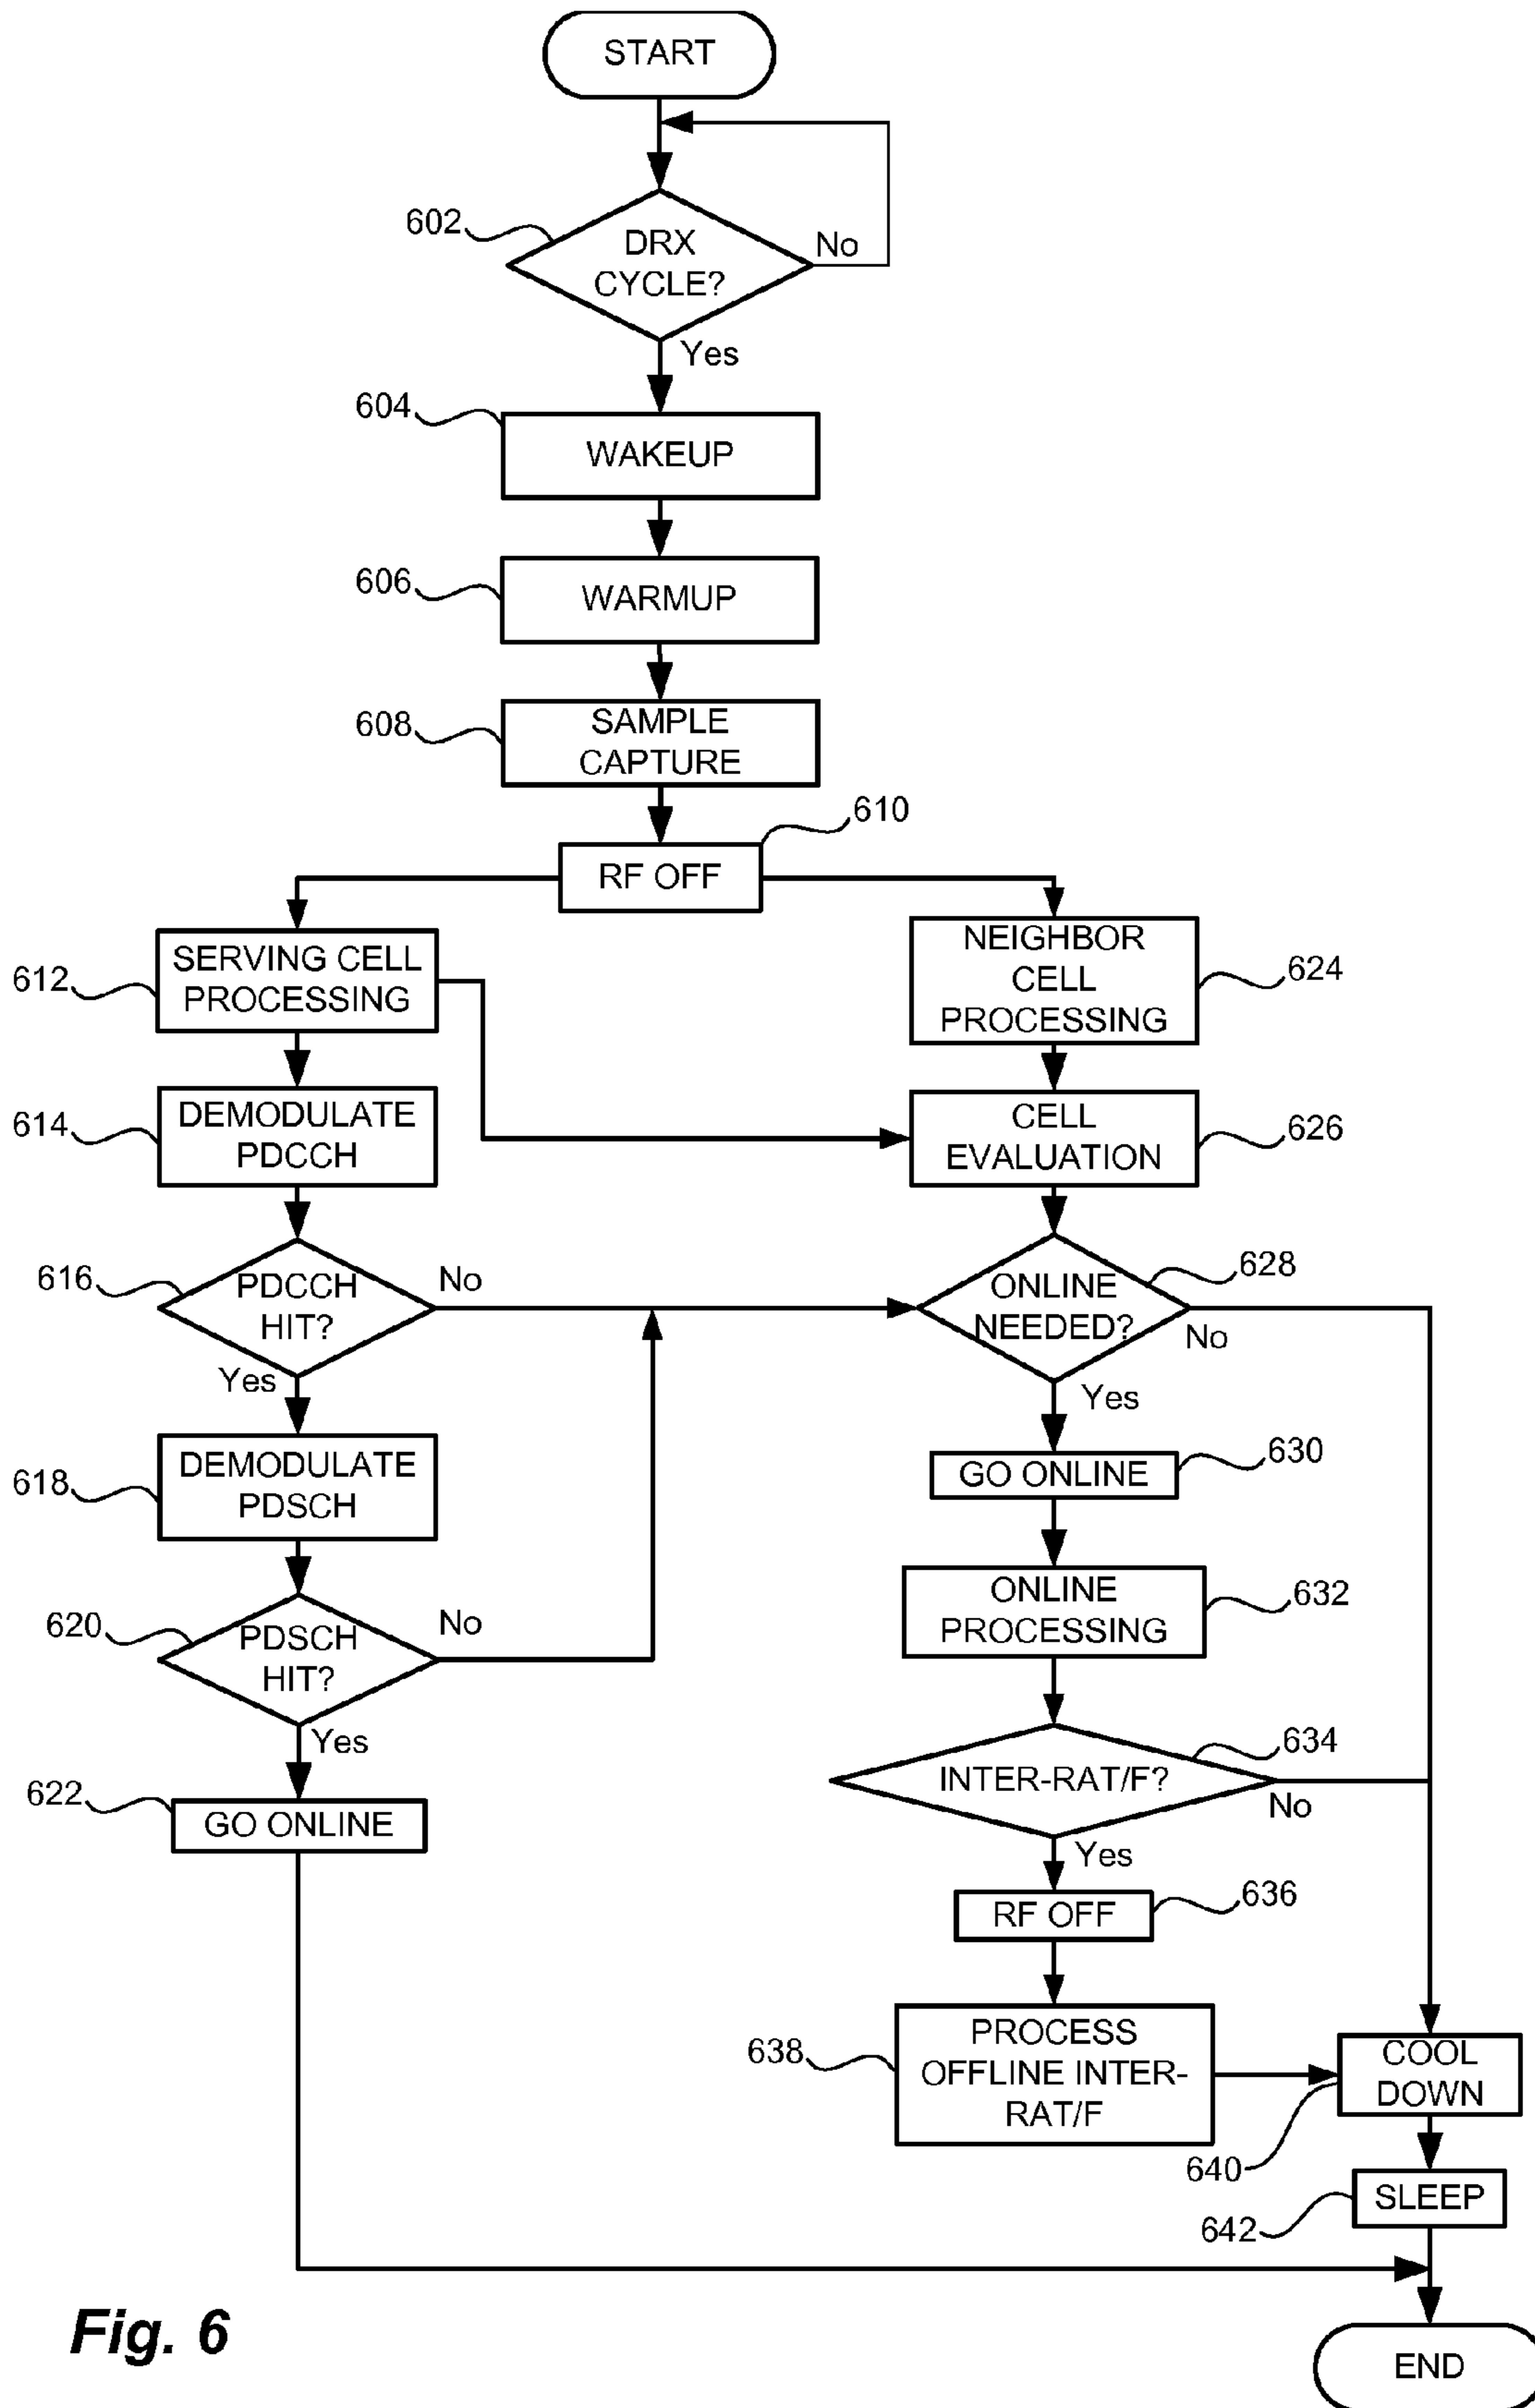 START
602
DRX
CYCLE?
No
Yes
604
WAKEUP
606
WARMUP
608
SAMPLE
CAPTURE
610
RF OFF
612
SERVING CELL
PROCESSING
NEIGHBOR
CELL
PROCESSING
624
614
DEMODULATE
PDCCH
CELL
EVALUATION
626
616
PDCCH
HIT?
No
Yes
ONLINE
NEEDED?
628
No
Yes
618
DEMODULATE
PDSCH
GO ONLINE
630
620
PDSCH
HIT?
No
Yes
ONLINE
PROCESSING
632
622
GO ONLINE
INTER-RAT/F?
634
No
Yes
RF OFF
636
638
PROCESS
OFFLINE INTER-
RAT/F
COOL
DOWN
640
SLEEP
642
END
Fig. 6